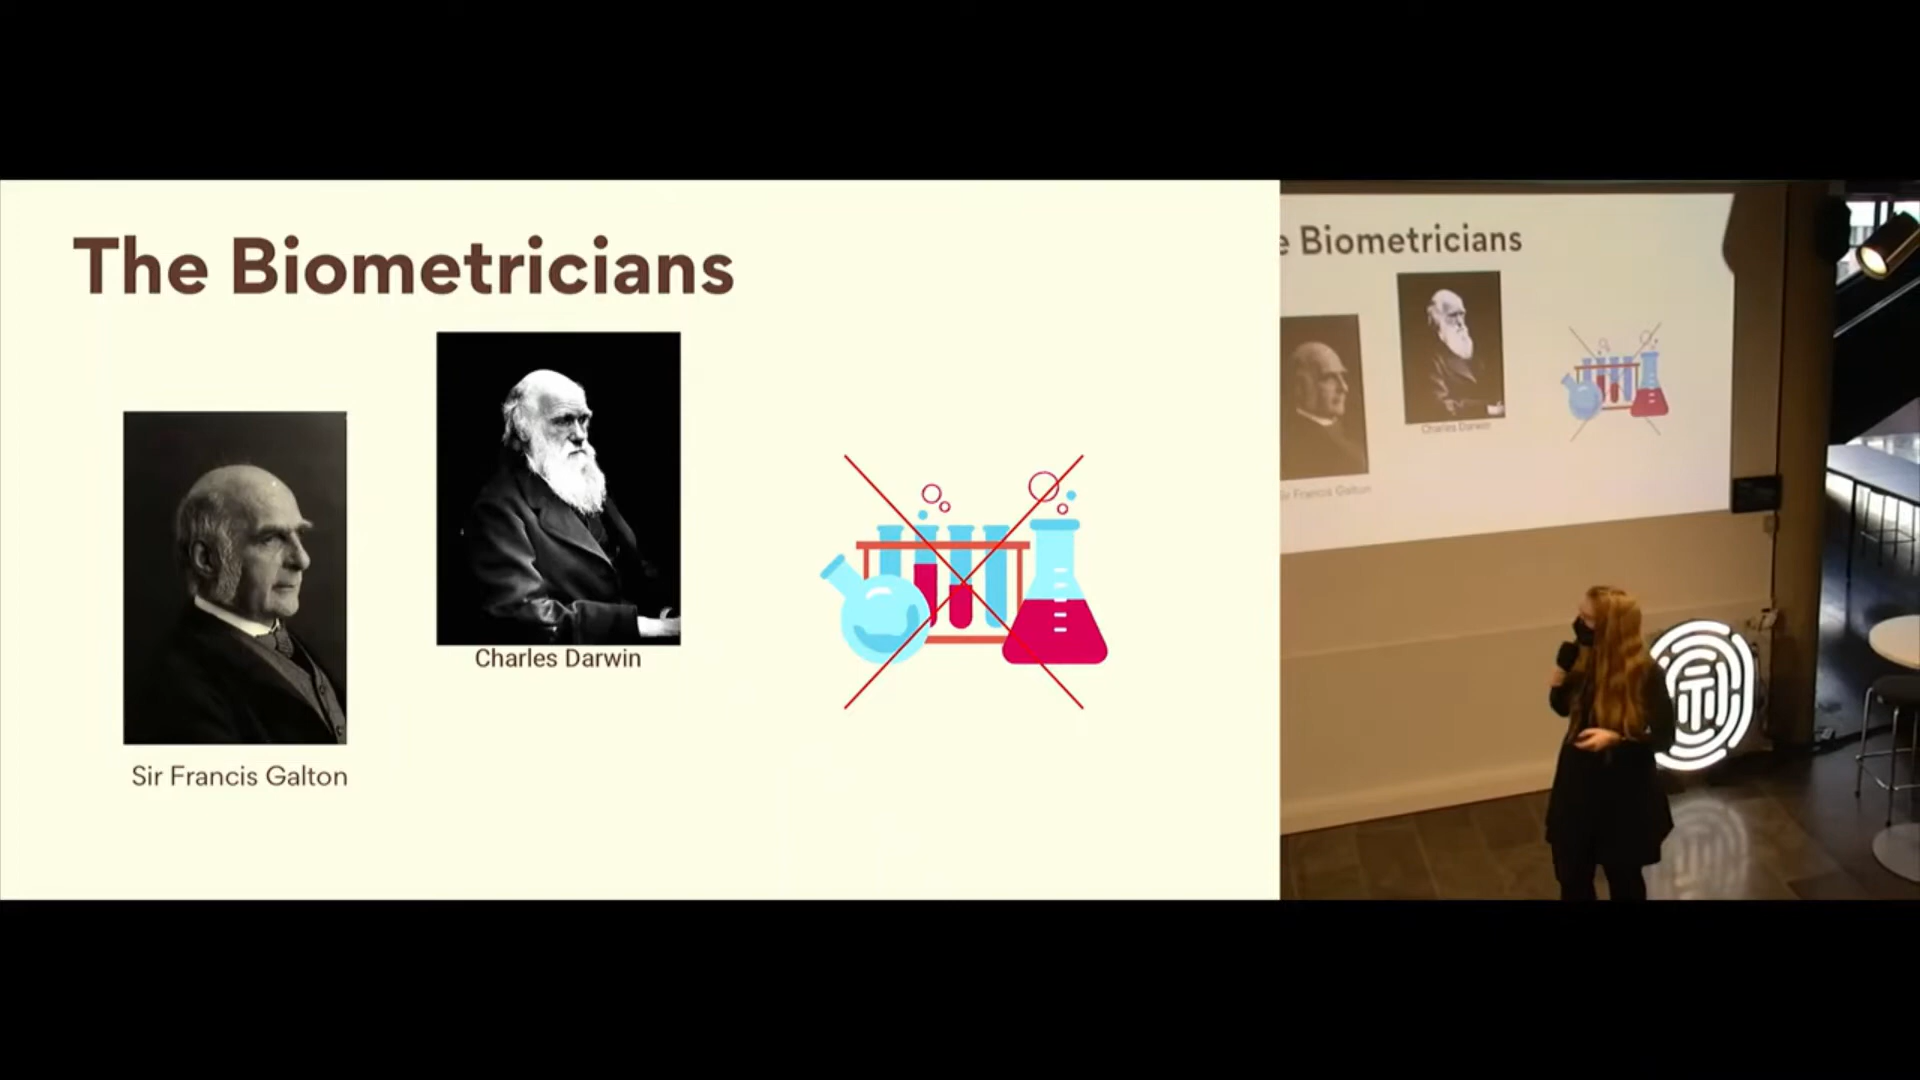 The Biometricians
Charles Darwin
Sir Francis Galton
e Biometricians
Charles Darwin
Sir Francis Galton